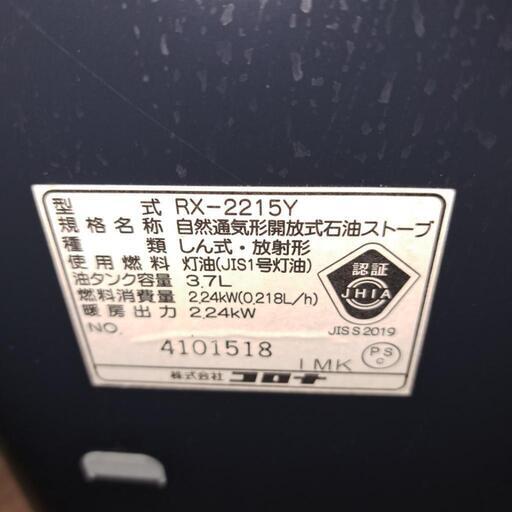 型 式 RX-2215Y
規格名称 自然通気形開放式石油ストーブ
種 類 しん式・放射形
使用燃料 灯油(JIS1号灯油)
油タンク容量 3.7L
燃料消費量 2.24kW(0.218L/h)
暖房出力 2.24kW
NO.
4101518
認証
JHIA
JIS S 2019
1MK
PS
C
株式会社 コロナ